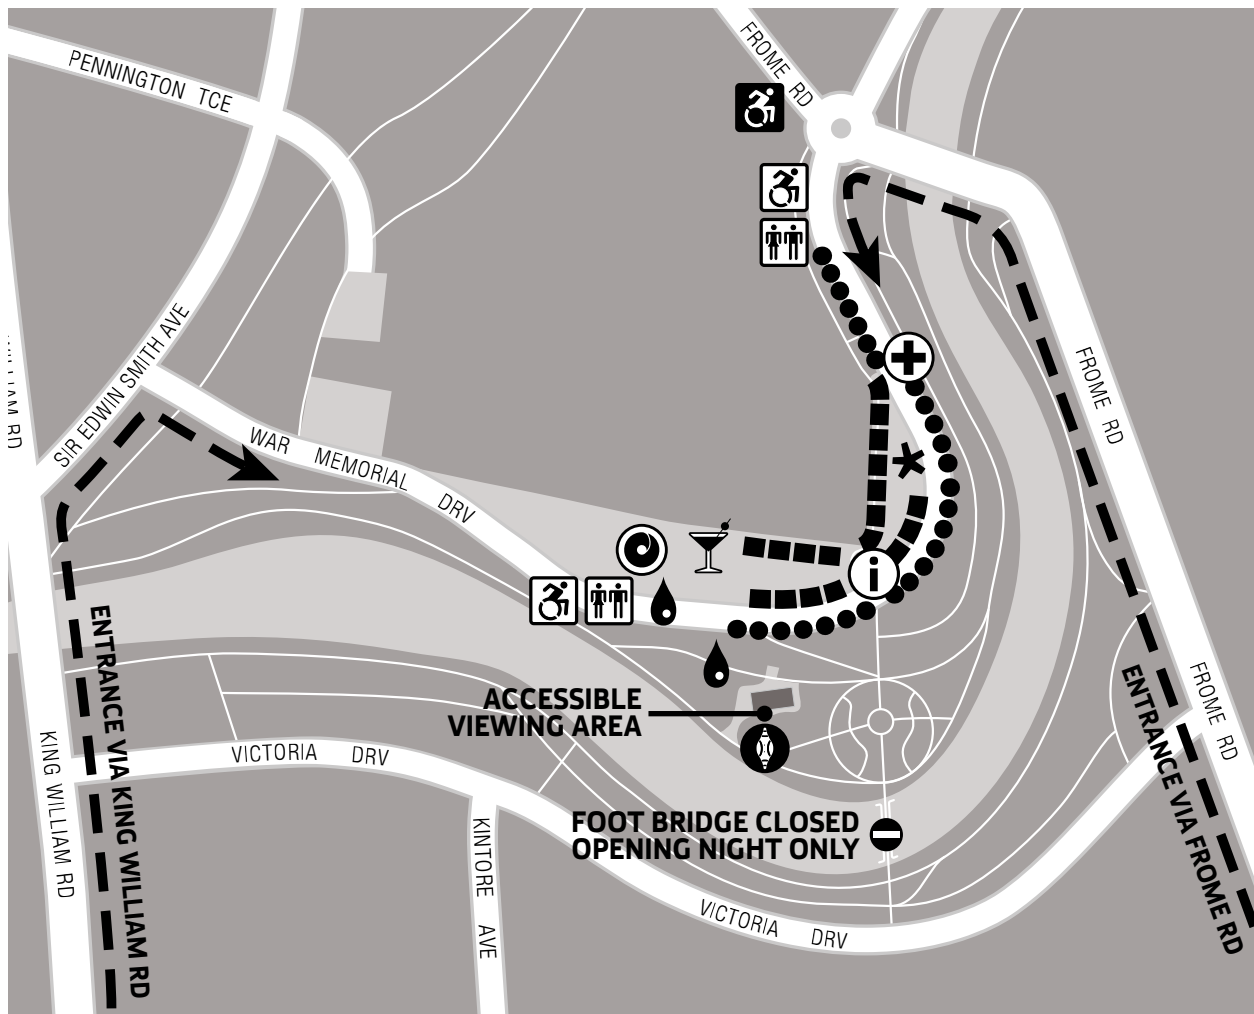 PENNINGTON TCE
FROME RD
SIR EDWIN SMITH AVE
WAR MEMORIAL DRV
FROME RD
ENTRANCE VIA KING WILLIAM RD
ACCESSIBLE
VIEWING AREA
ENTRANCE VIA FROME RD
FROME RD
KING WILLIAM RD
VICTORIA DRV
KINTORE AVE
FOOT BRIDGE CLOSED
OPENING NIGHT ONLY
VICTORIA DRV
i